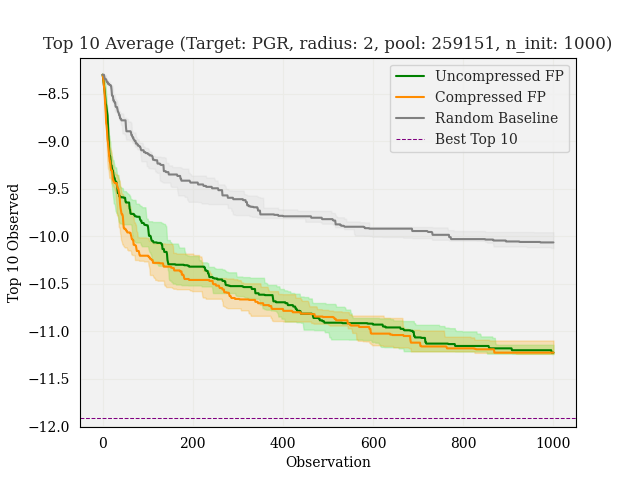 Top 10 Average (Target: PGR, radius: 2, pool: 259151, n_init: 1000)
Uncompressed FP
Compressed FP
Random Baseline
Best Top 10
Top 10 Observed
−8.5
−9.0
−9.5
−10.0
−10.5
−11.0
−11.5
−12.0
0 200 400 600 800 1000
Observation